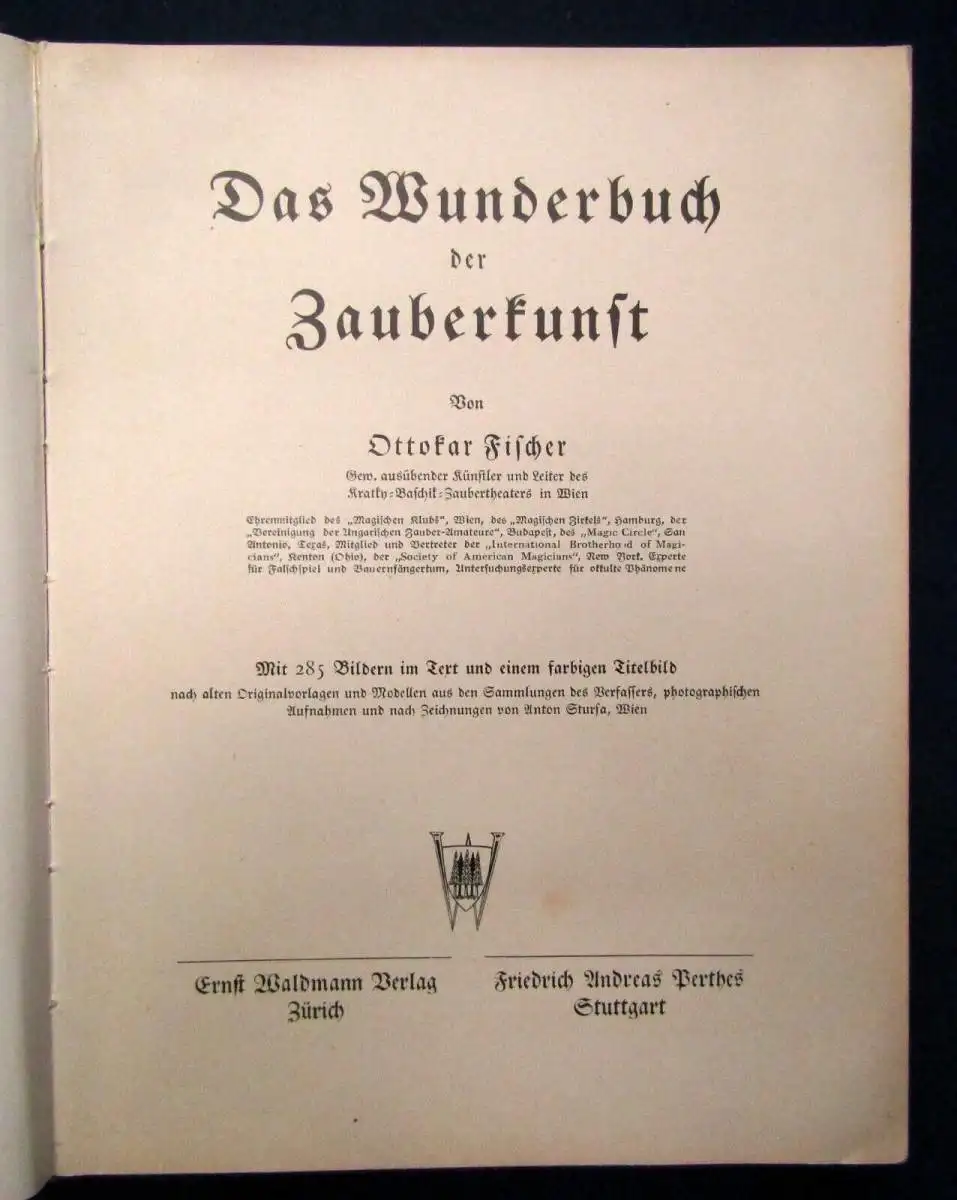 Das Wunderbuch
der
Zauberkunst
Von
Ottokar Fischer
Gew. ausübender Künstler und Leiter des
Kratky-Baschik-Zaubertheaters in Wien
Ehrenmitglied des „Magischen Klubs“, Wien, des „Magischen Zirkels“, Hamburg, der
„Vereinigung der Ungarischen Zauber-Amateure“, Budapest, des „Magic Circle“, San
Antonio, Texas, Mitglied und Vertreter der „International Brotherhood of Magi-
cians“, Kenton (Ohio), der „Society of American Magicians“, New York. Experte
für Falschspiel und Bauernfängertum, Untersuchungsexperte für okkulte Phänomene
Mit 285 Bildern im Text und einem farbigen Titelbild
nach alten Originalvorlagen und Modellen aus den Sammlungen des Verfassers, photographischen
Aufnahmen und nach Zeichnungen von Anton Stursa, Wien
Ernst Waldmann Verlag
Zürich
Friedrich Andreas Perthes
Stuttgart